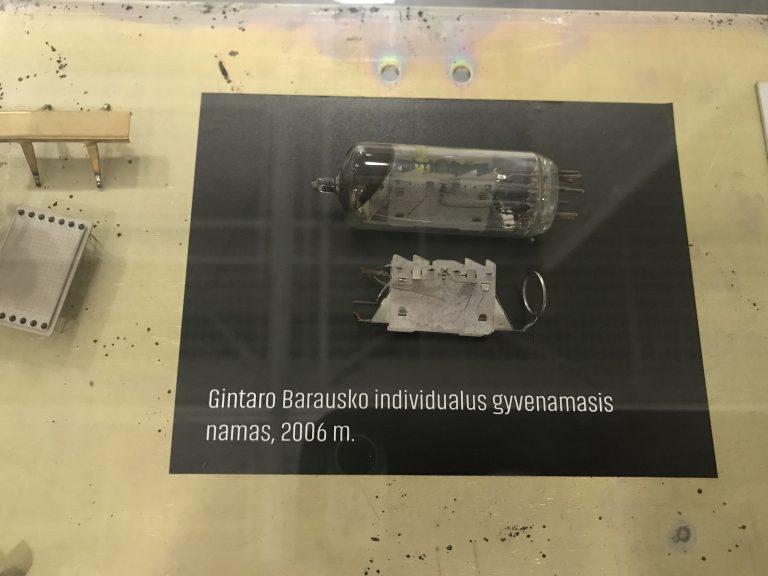 Gintaro Barausko individualus gyvenamasis
namas, 2006 m.